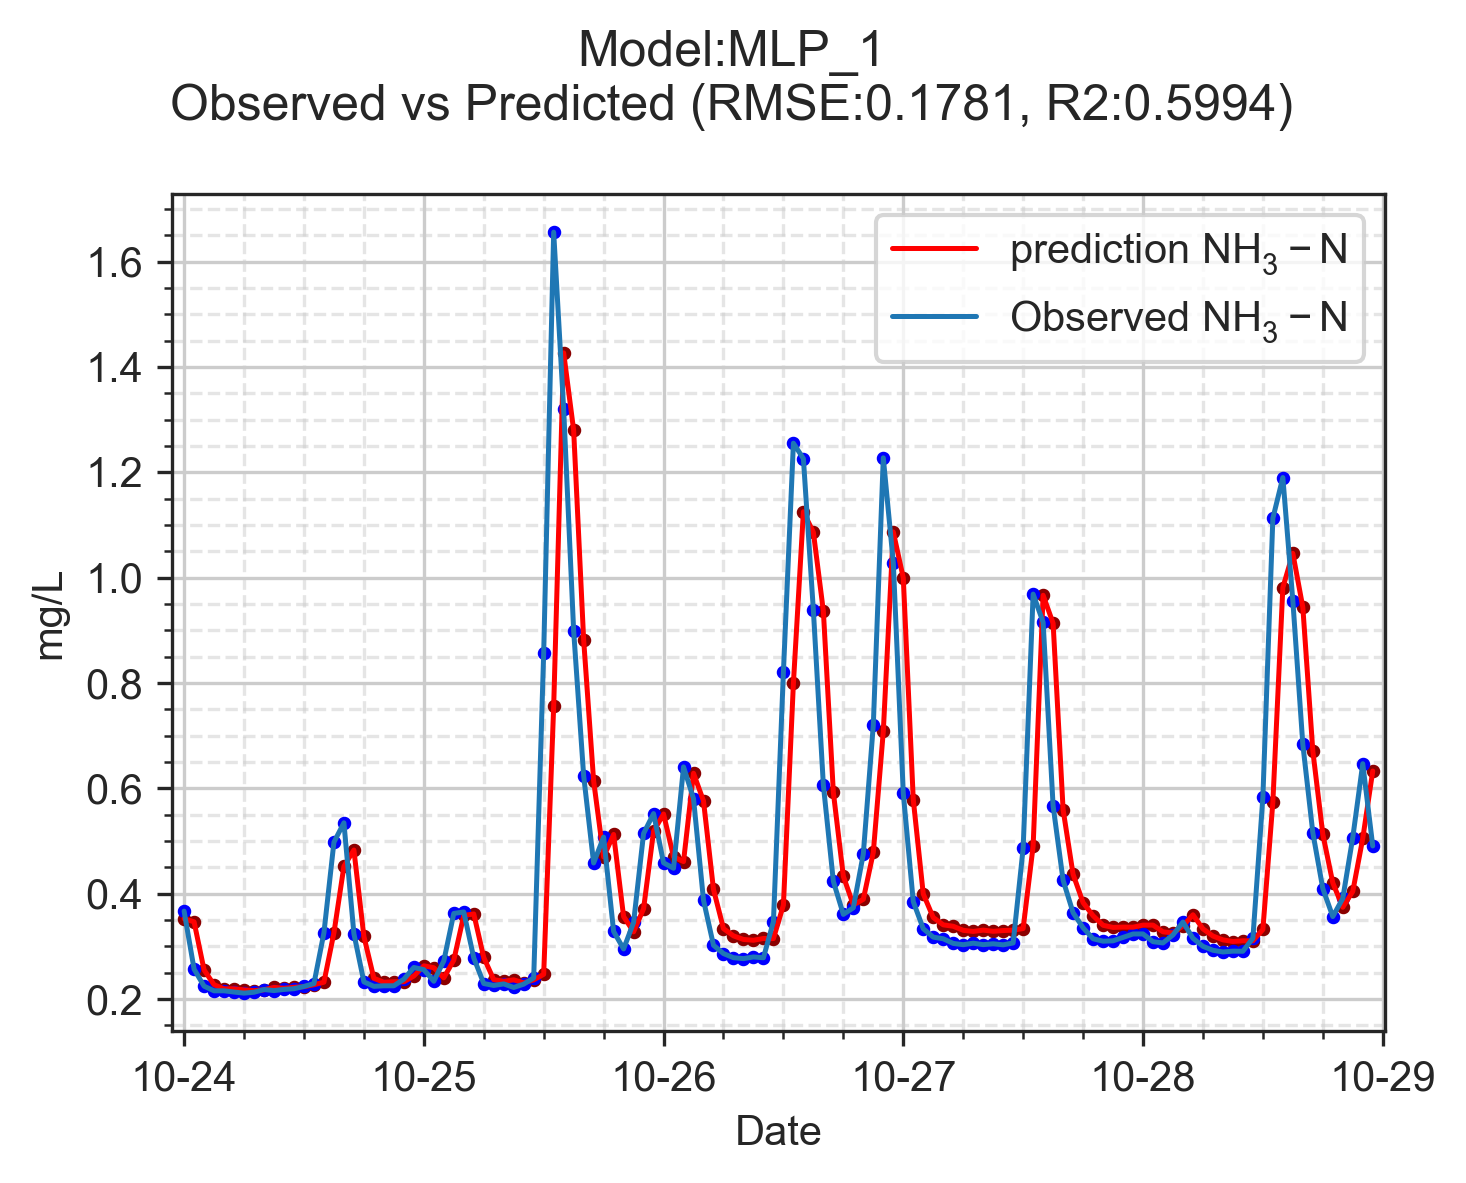 Model:MLP_1
Observed vs Predicted (RMSE:0.1781, R2:0.5994)
prediction NH₃ − N
Observed NH₃ − N
1.6
1.4
1.2
1.0
0.8
0.6
0.4
0.2
mg/L
10-24 10-25 10-26 10-27 10-28 10-29
Date